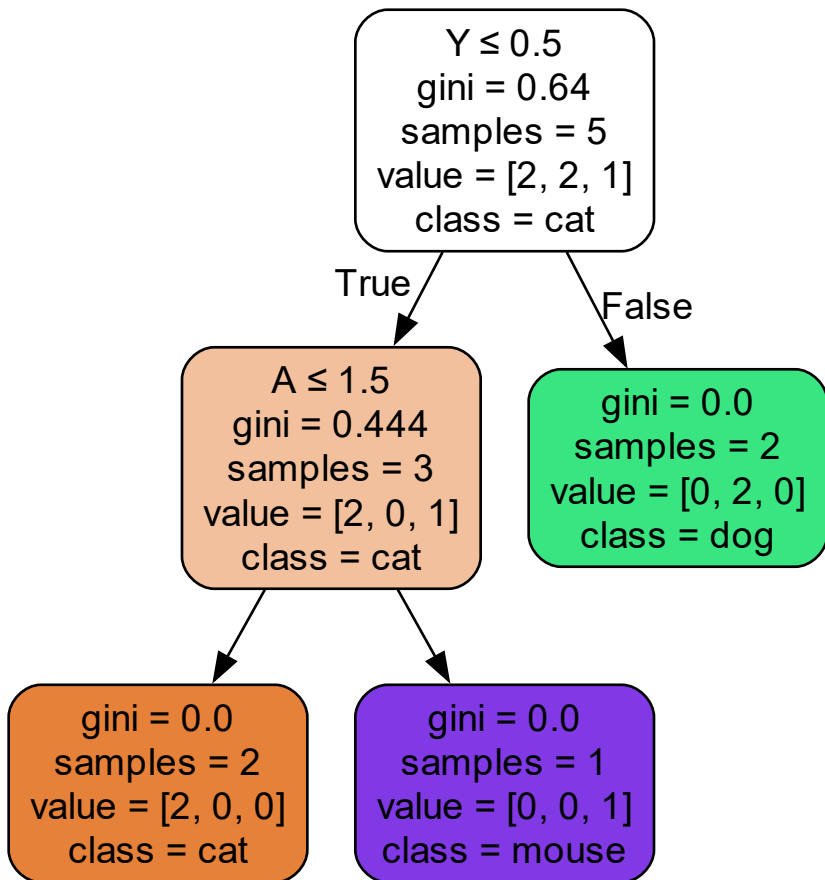 Y ≤ 0.5
gini = 0.64
samples = 5
value = [2, 2, 1]
class = cat
True
False
A ≤ 1.5
gini = 0.444
samples = 3
value = [2, 0, 1]
class = cat
gini = 0.0
samples = 2
value = [0, 2, 0]
class = dog
gini = 0.0
samples = 2
value = [2, 0, 0]
class = cat
gini = 0.0
samples = 1
value = [0, 0, 1]
class = mouse